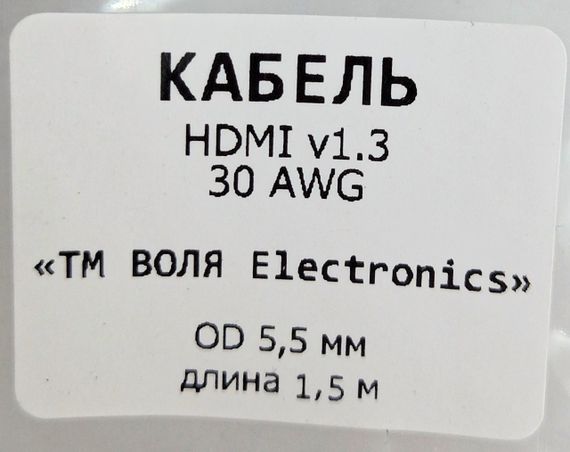 КАБЕЛЬ
HDMI v1.3
30 AWG
«ТМ ВОЛЯ Electronics»
OD 5,5 мм
длина 1,5 м